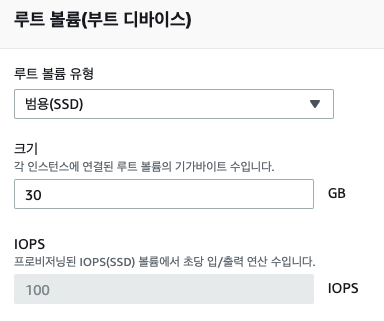 루트 볼륨(부트 디바이스)
루트 볼륨 유형
범용(SSD)
크기
각 인스턴스에 연결된 루트 볼륨의 기가바이트 수입니다.
30 GB
IOPS
프로비저닝된 IOPS(SSD) 볼륨에서 초당 입/출력 연산 수입니다.
100 IOPS